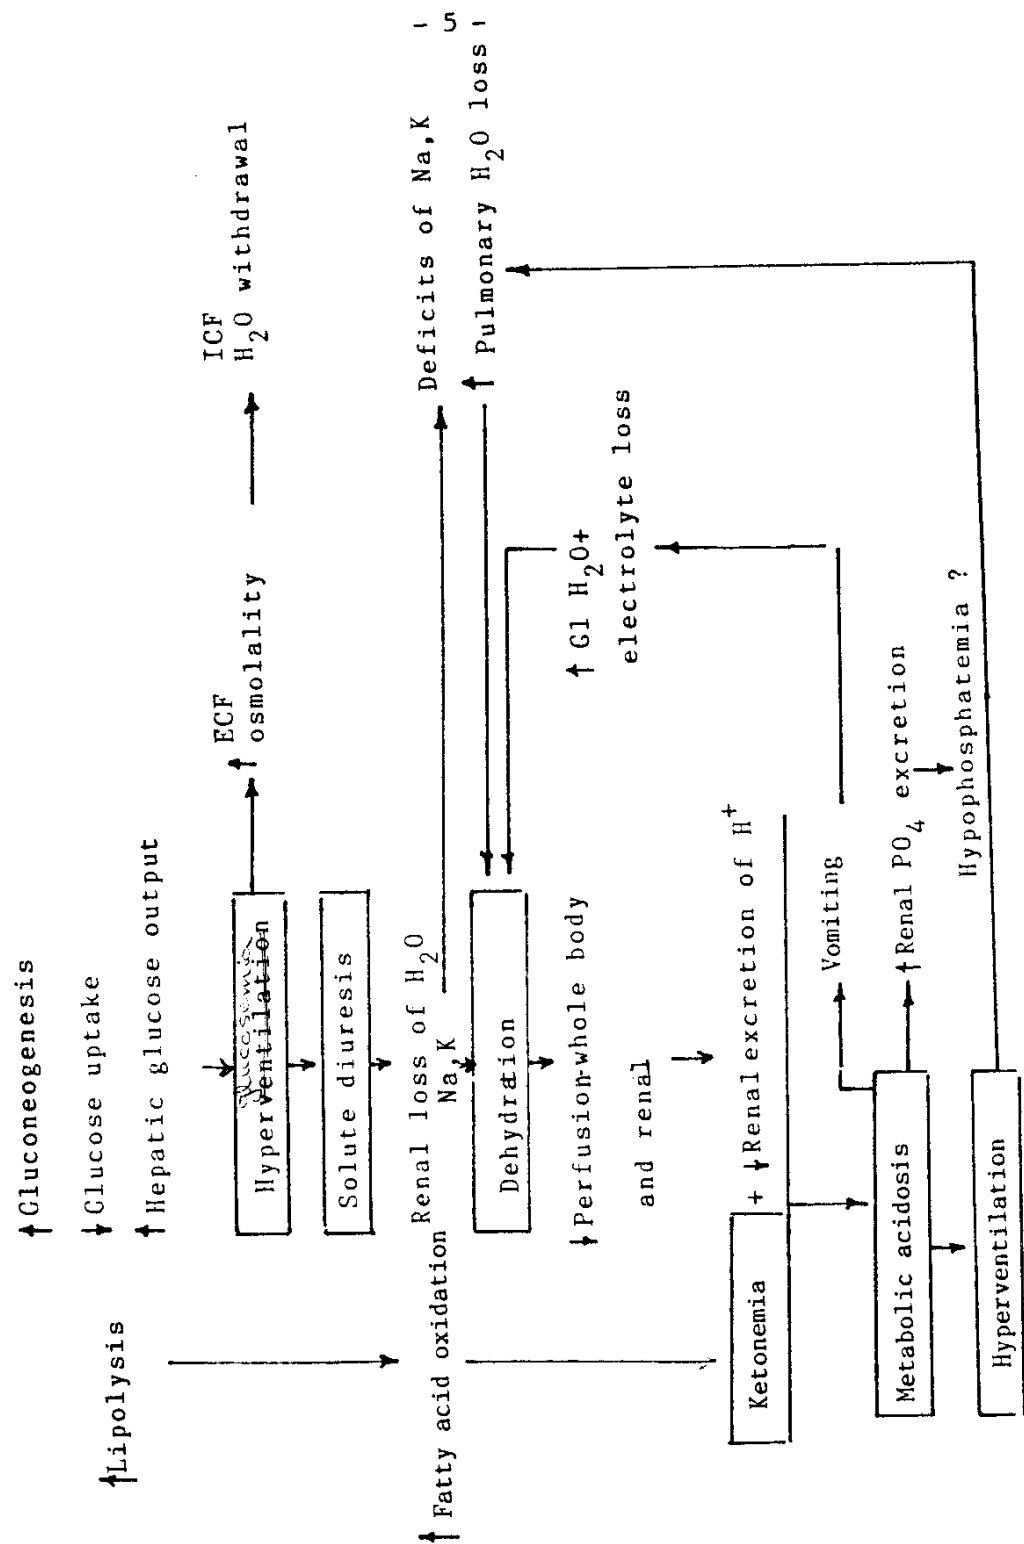 - 5 -
↑Gluconeogenesis
↑Lipolysis
↓Glucose uptake
↑Hepatic glucose output
glucosemia
Hyperventilation
↑ ECF
osmolality
ICF
H₂O withdrawal
Solute diuresis
↑Fatty acid oxidation
Renal loss of H₂O
Na,K
Deficits of Na,K
↑ Pulmonary H₂O loss
Dehydration
↓Perfusion-whole body
and renal
↑ Gl H₂O+
electrolyte loss
Ketonemia
+ ↓Renal excretion of H⁺
Vomiting
Metabolic acidosis
↑Renal PO₄ excretion
Hypophosphatemia ?
Hyperventilation